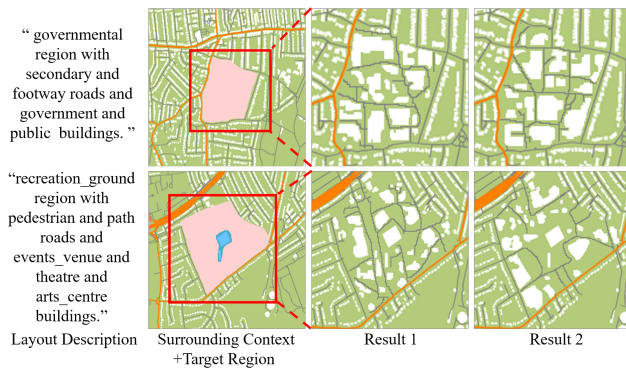 “ governmental
region with
secondary and
footway roads and
government and
public buildings. ”
“recreation_ground
region with
pedestrian and path
roads and
events_venue and
theatre and
arts_centre
buildings.”
Layout Description
Surrounding Context
+Target Region
Result 1
Result 2